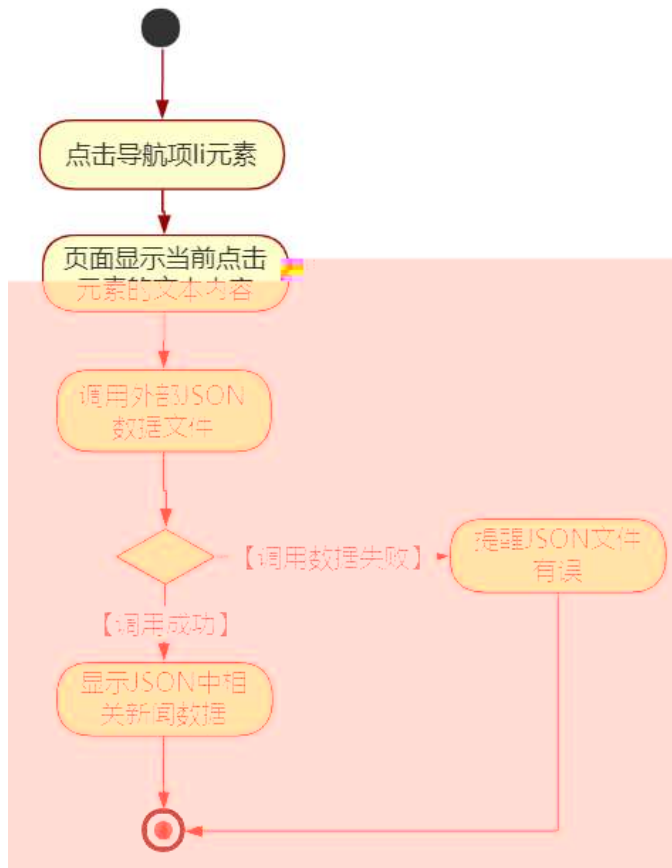 点击导航项li元素
页面显示当前点击
元素的文本内容
调用外部JSON
数据文件
【调用数据失败】
提醒JSON文件
有误
【调用成功】
显示JSON中相
关新闻数据